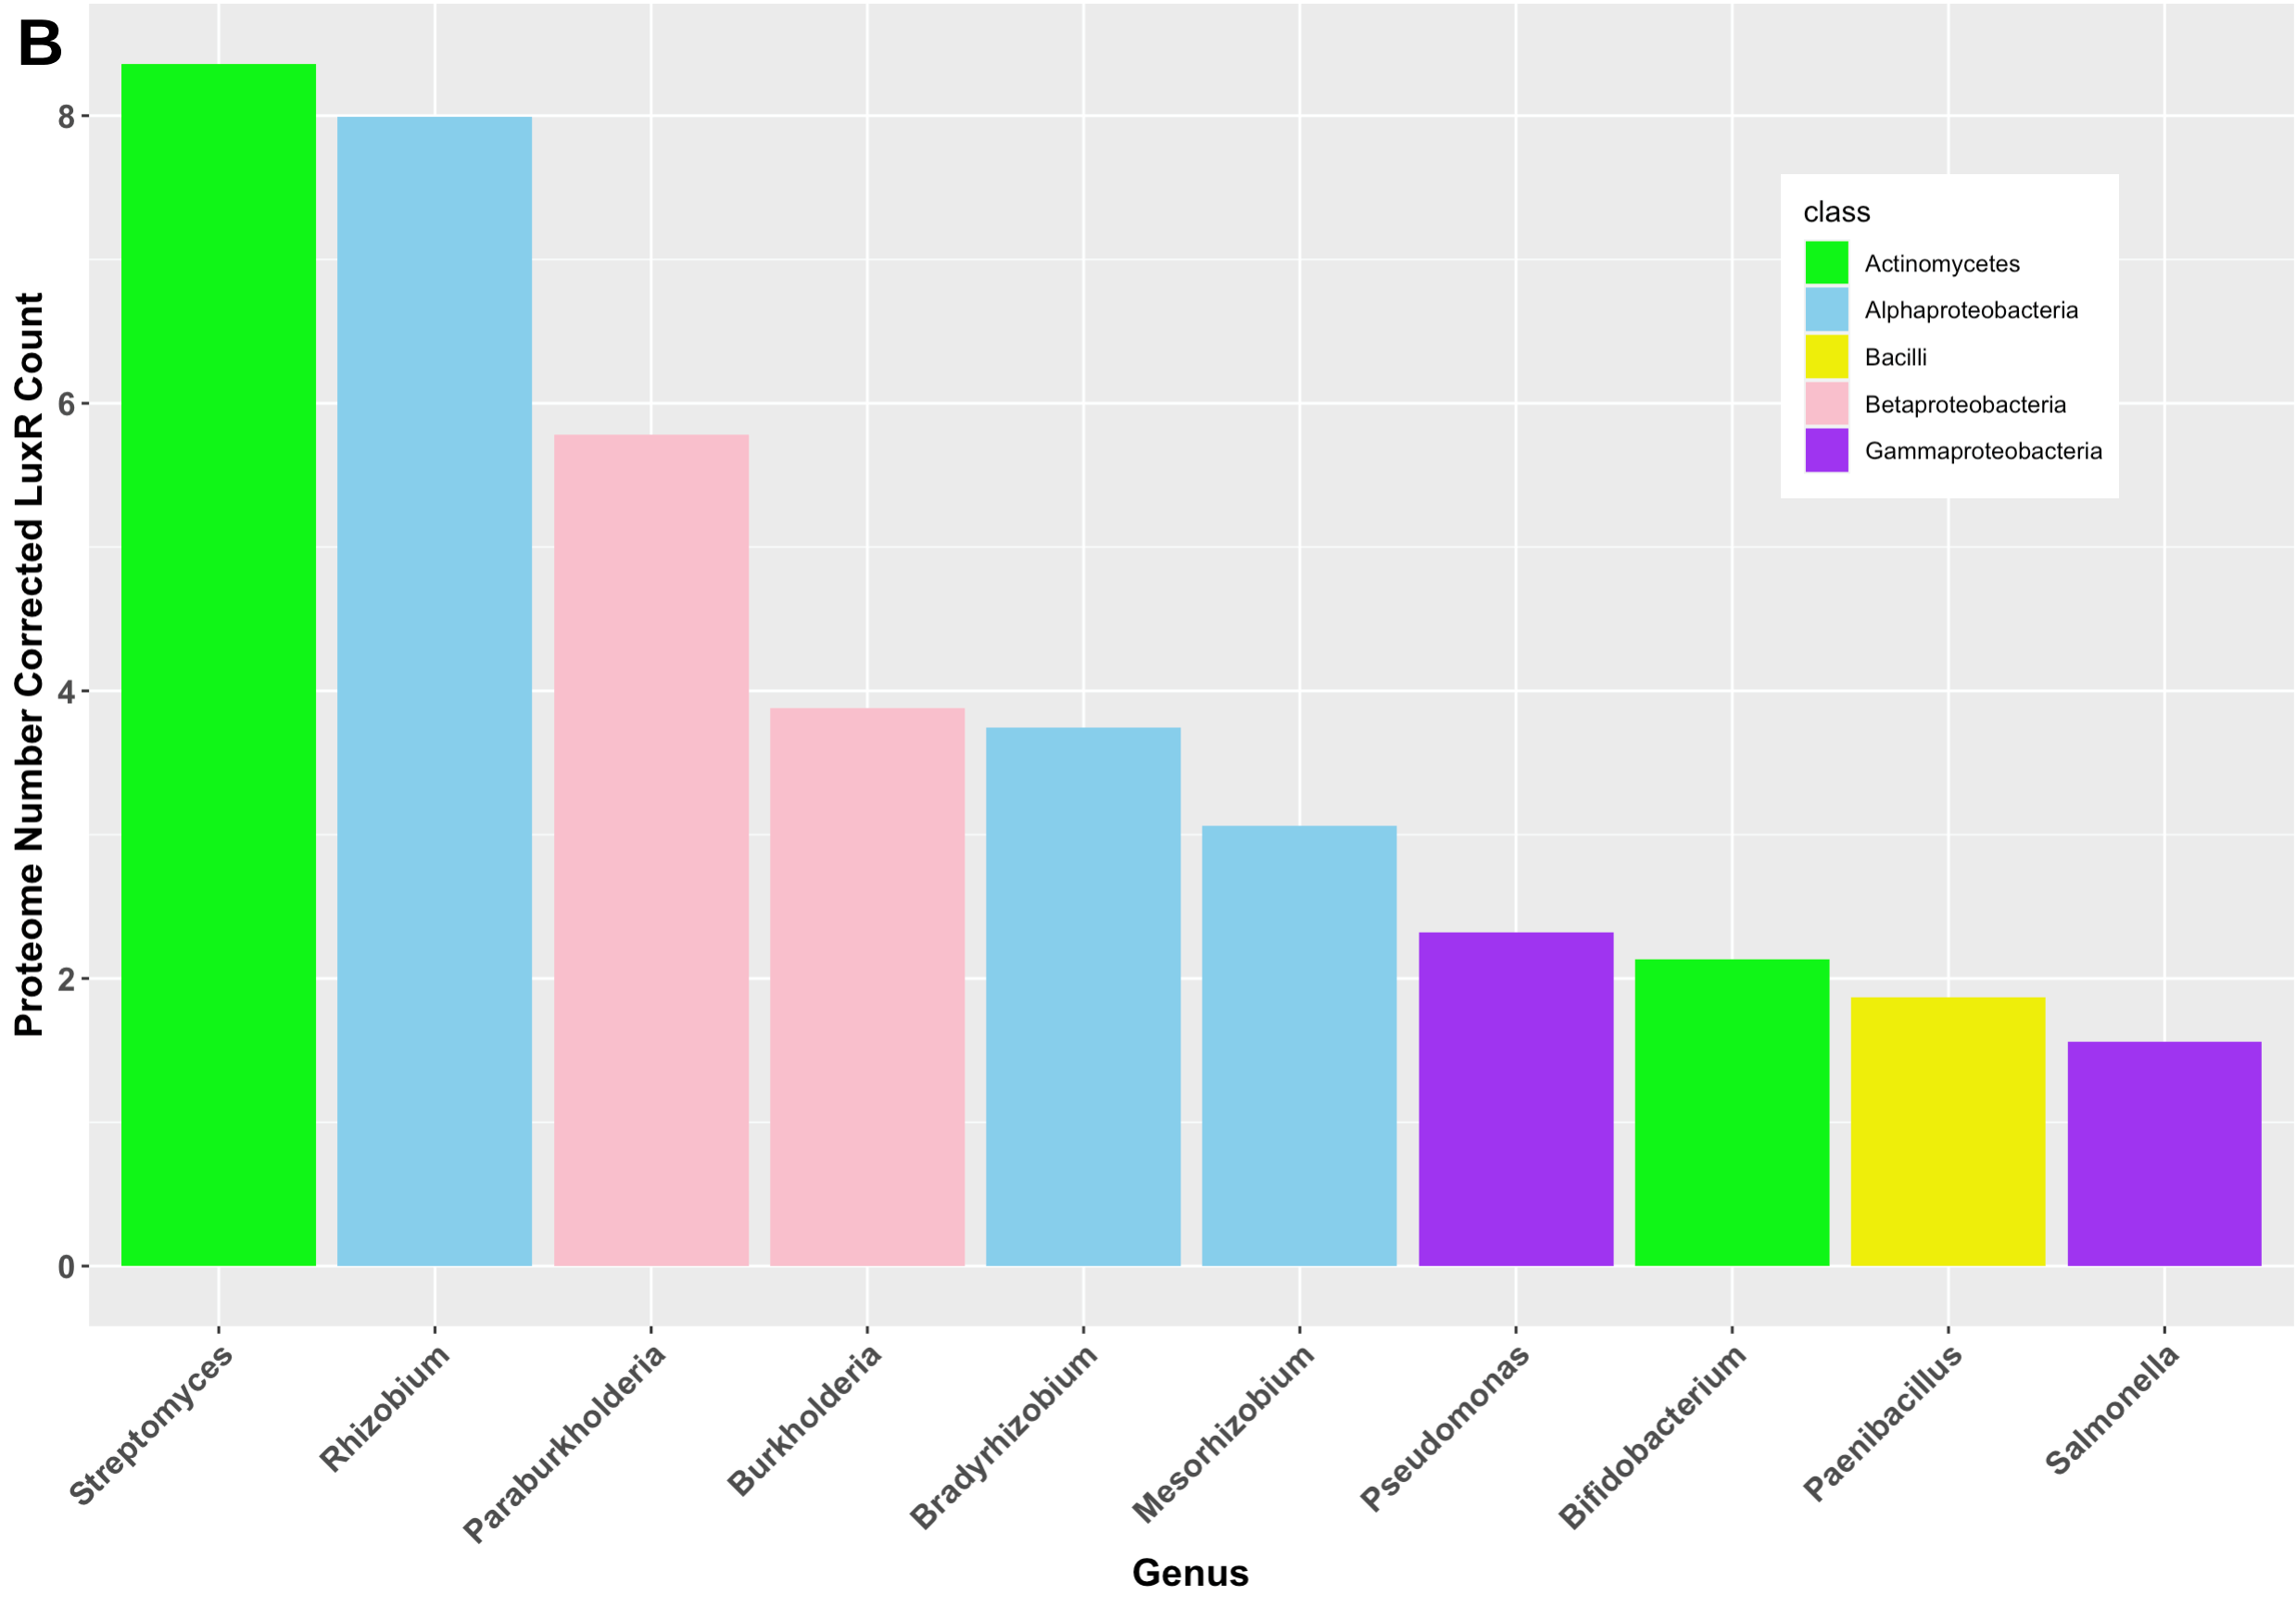 B
Proteome Number Corrected LuxR Count
8
6
4
2
0
class
Actinomycetes
Alphaproteobacteria
Bacilli
Betaproteobacteria
Gammaproteobacteria
Streptomyces
Rhizobium
Paraburkholderia
Burkholderia
Bradyrhizobium
Mesorhizobium
Pseudomonas
Bifidobacterium
Paenibacillus
Salmonella
Genus